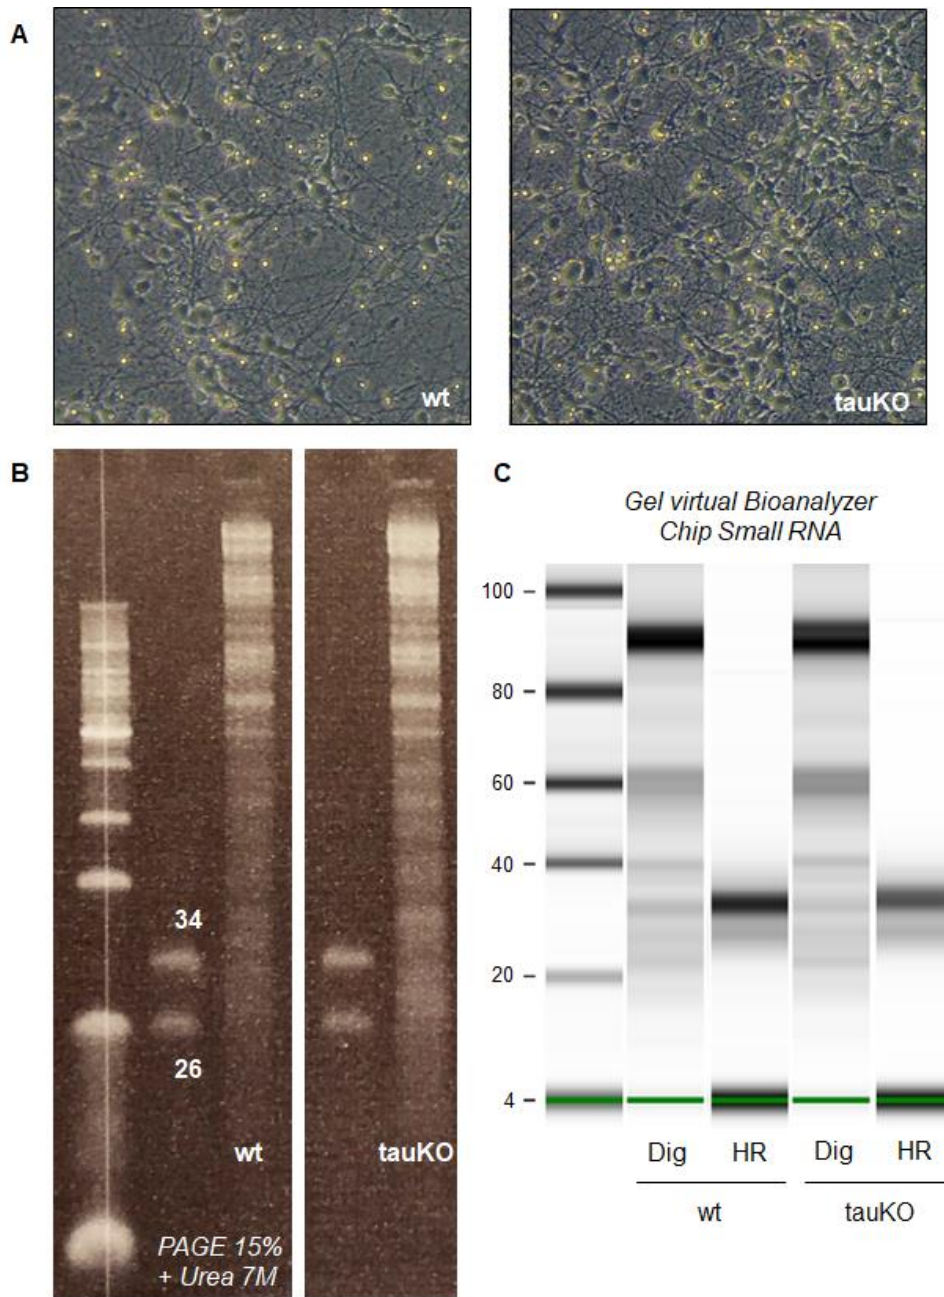 A
wt
tauKO
B
34
26
wt
tauKO
PAGE 15%
+ Urea 7M
C
Gel virtual Bioanalyzer
Chip Small RNA
100
80
60
40
20
4
Dig HR Dig HR
wt tauKO